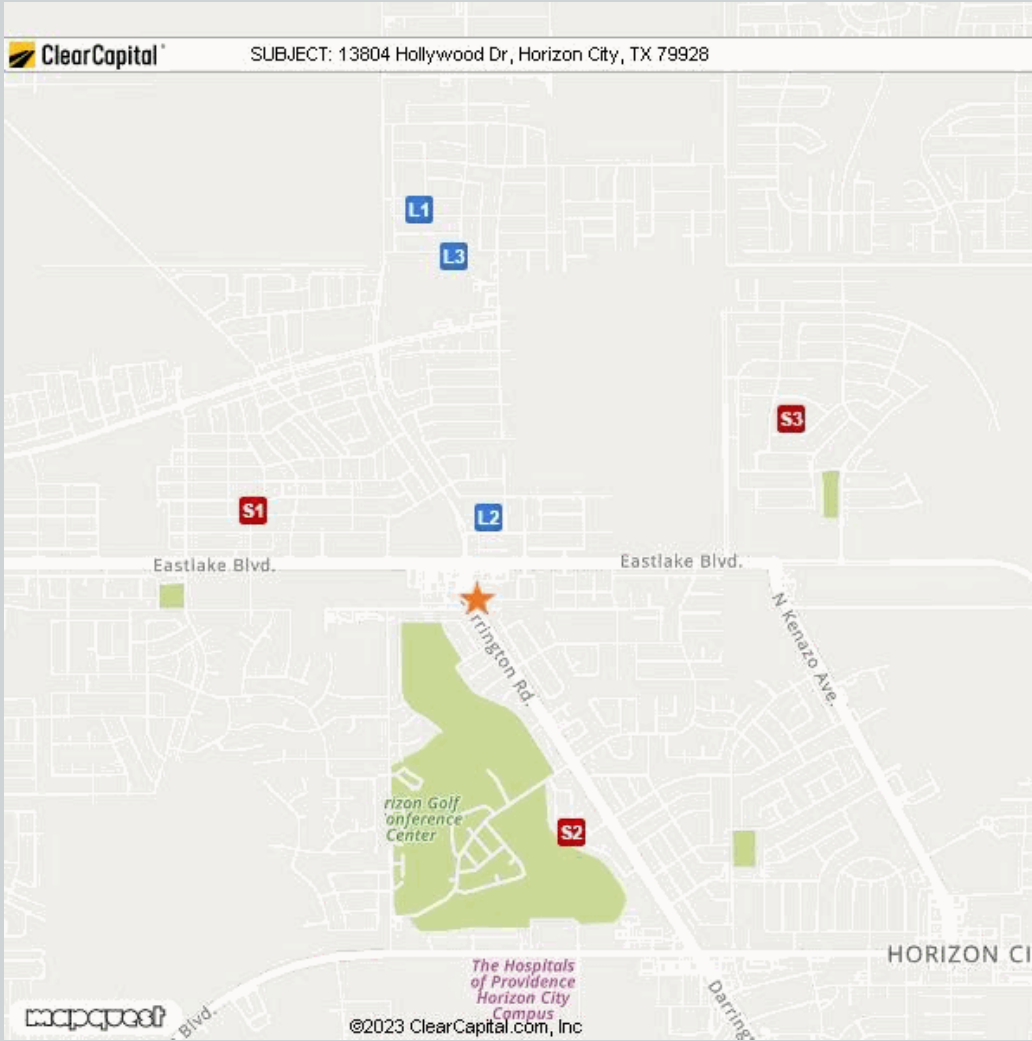 ClearCapital
SUBJECT: 13804 Hollywood Dr, Horizon City, TX 79928
L1
L3
S3
S1
L2
Eastlake Blvd.
Eastlake Blvd.
rrington Rd.
N Kenazo Ave.
rizon Golf
onference
Center
S2
HORIZON CI
The Hospitals
of Providence
Horizon City
Campus
Darring
Blvd.
mapquest
©2023 ClearCapital.com, Inc